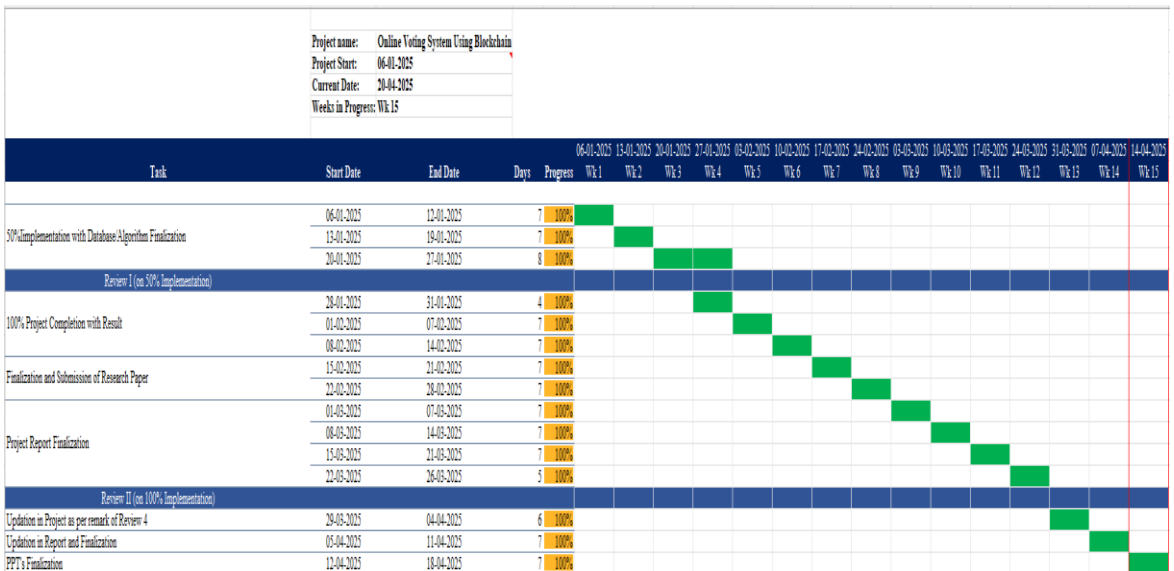 Project name: Online Voting System Using Blockchain
Project Start: 06-01-2025
Current Date: 20-04-2025
Weeks in Progress: Wk 15
06-01-2025 13-01-2025 20-01-2025 27-01-2025 03-02-2025 10-02-2025 17-02-2025 24-02-2025 03-03-2025 10-03-2025 17-03-2025 24-03-2025 31-03-2025 07-04-2025 14-04-2025
Task Start Date End Date Days Progress Wk 1 Wk 2 Wk 3 Wk 4 Wk 5 Wk 6 Wk 7 Wk 8 Wk 9 Wk 10 Wk 11 Wk 12 Wk 13 Wk 14 Wk 15
06-01-2025 12-01-2025 7 100%
50%Implementation with Database/Algorithm Finalization 13-01-2025 19-01-2025 7 100%
20-01-2025 27-01-2025 8 100%
Review I (on 50% Implementation)
28-01-2025 31-01-2025 4 100%
100% Project Completion with Result 01-02-2025 07-02-2025 7 100%
08-02-2025 14-02-2025 7 100%
15-02-2025 21-02-2025 7 100%
Finalization and Submission of Research Paper
22-02-2025 28-02-2025 7 100%
01-03-2025 07-03-2025 7 100%
08-03-2025 14-03-2025 7 100%
Project Report Finalization
15-03-2025 21-03-2025 7 100%
22-03-2025 26-03-2025 5 100%
Review II (on 100% Implementation)
Updation in Project as per remark of Review 4 29-03-2025 04-04-2025 6 100%
Updation in Report and Finalization 05-04-2025 11-04-2025 7 100%
PPT's Finalization 12-04-2025 18-04-2025 7 100%